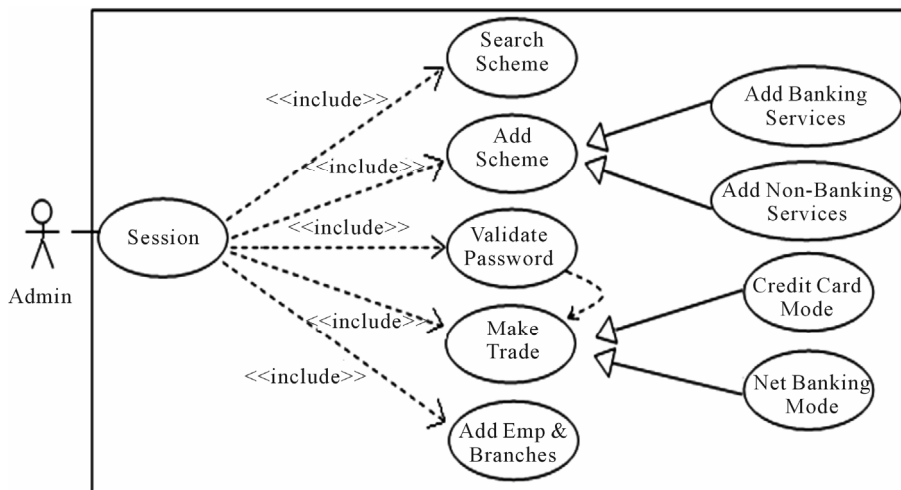 Search
Scheme
<<include>>
Add Banking
Services
Add
Scheme
<<include>>
Add Non-Banking
Services
<<include>>
Session
Validate
Password
Admin
Credit Card
Mode
<<include>>
Make
Trade
<<include>>
Net Banking
Mode
Add Emp &
Branches